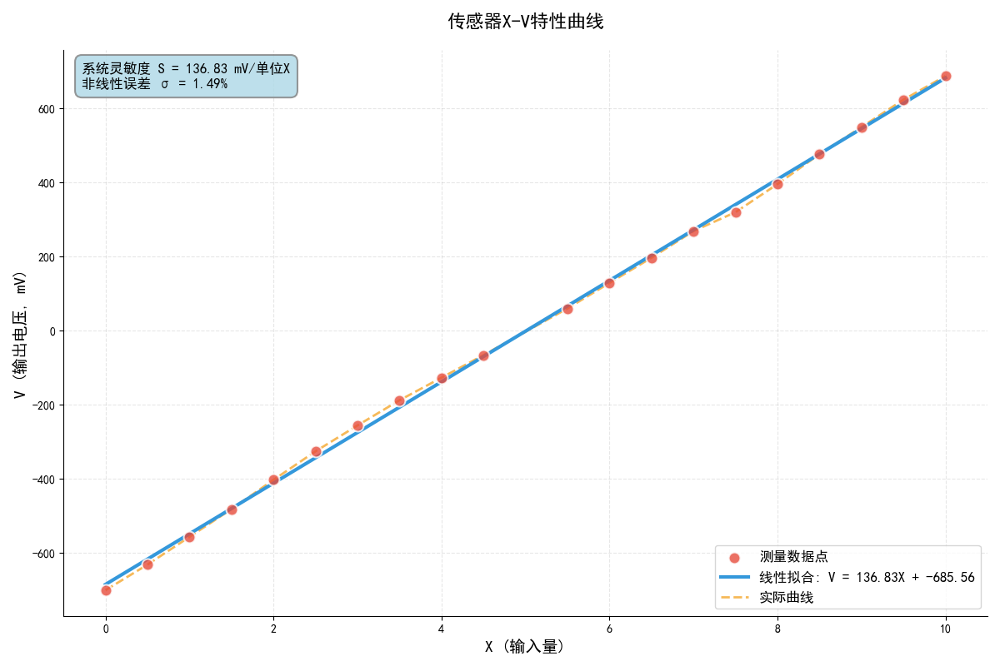 传感器X-V特性曲线
系统灵敏度 S = 136.83 mV/单位X
非线性误差 σ = 1.49%
V (输出电压, mV)
600
400
200
0
−200
−400
−600
测量数据点
线性拟合: V = 136.83X + -685.56
实际曲线
0
2
4
6
8
10
X (输入量)